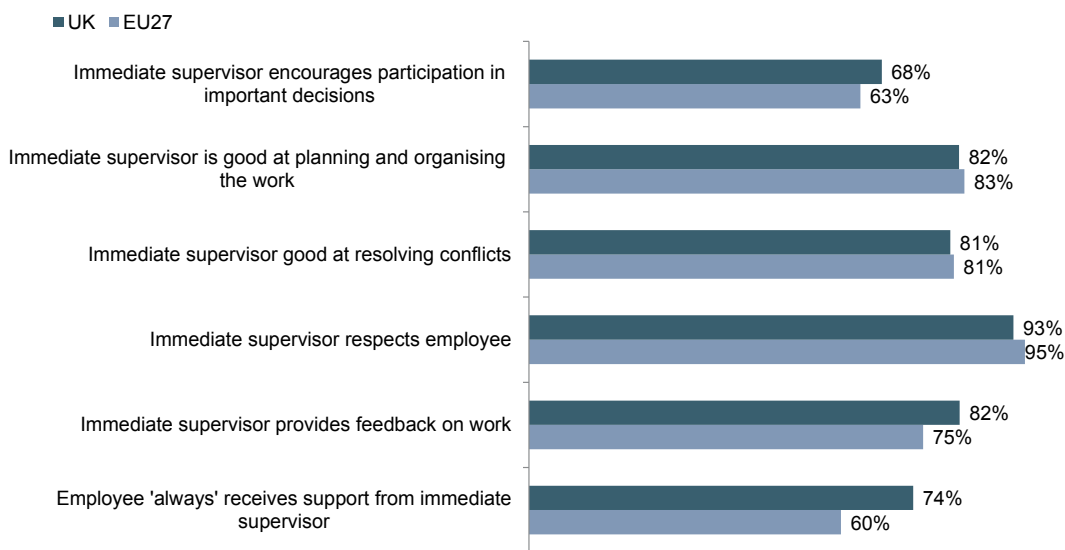 UK EU27
Immediate supervisor encourages participation in
important decisions
68%
63%
Immediate supervisor is good at planning and organising
the work
82%
83%
Immediate supervisor good at resolving conflicts
81%
81%
Immediate supervisor respects employee
93%
95%
Immediate supervisor provides feedback on work
82%
75%
Employee 'always' receives support from immediate
supervisor
74%
60%